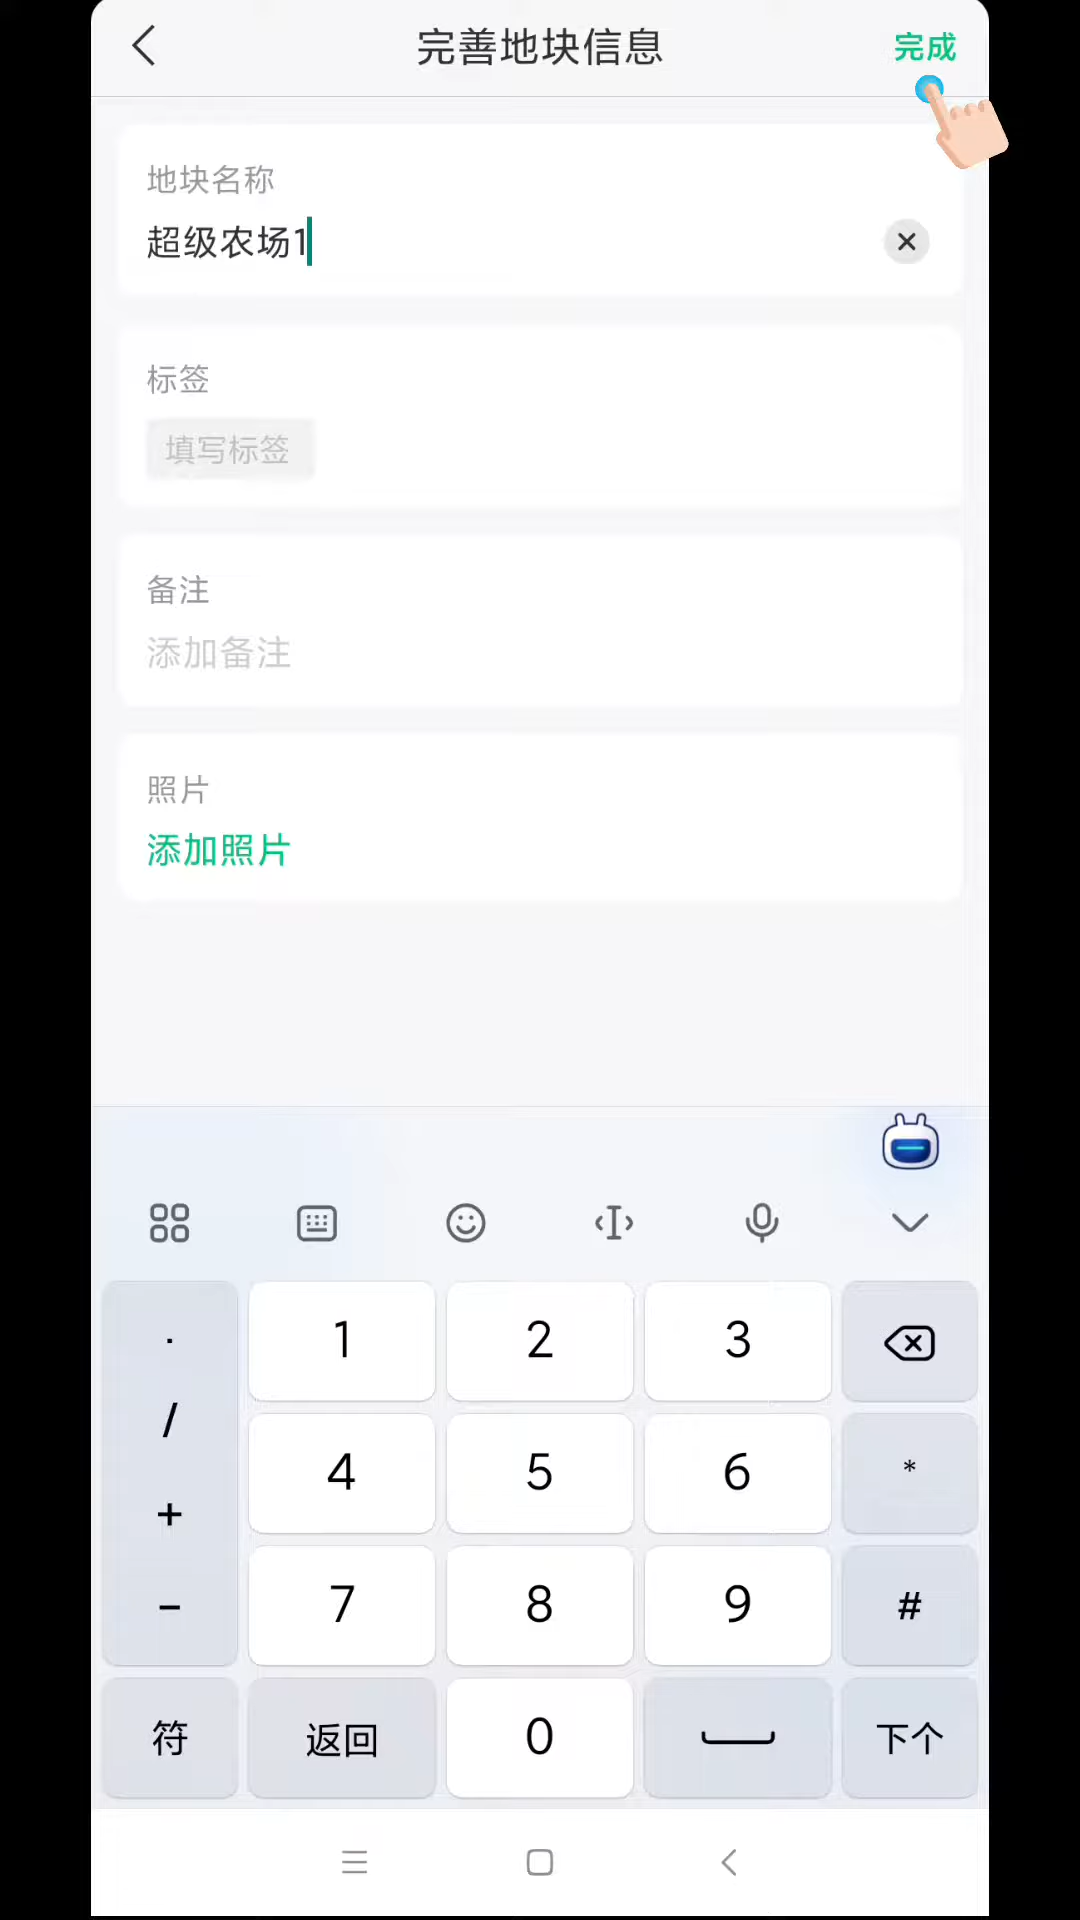 完善地块信息
完成
地块名称
超级农场1
标签
填写标签
备注
添加备注
照片
添加照片
. 1 2 3
/ 4 5 6 *
+
- 7 8 9 #
符 返回 0 下个